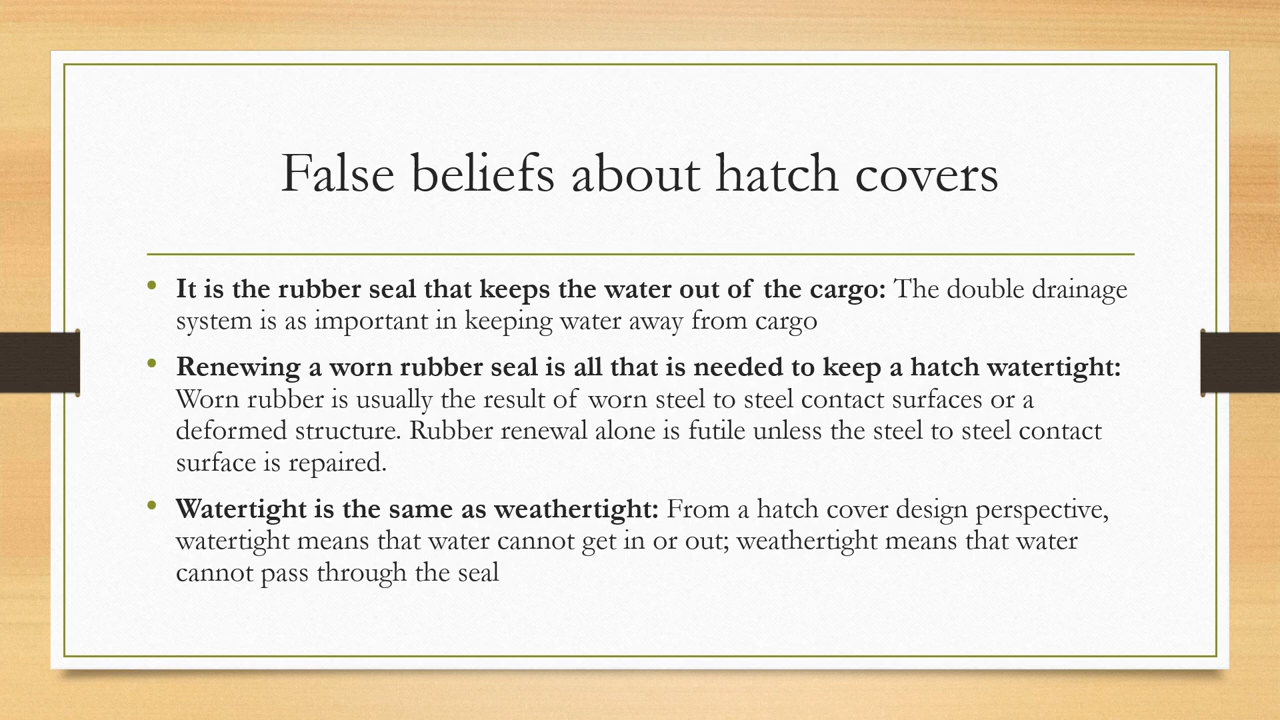 False beliefs about hatch covers
• It is the rubber seal that keeps the water out of the cargo: The double drainage
system is as important in keeping water away from cargo
• Renewing a worn rubber seal is all that is needed to keep a hatch watertight:
Worn rubber is usually the result of worn steel to steel contact surfaces or a
deformed structure. Rubber renewal alone is futile unless the steel to steel contact
surface is repaired.
• Watertight is the same as weathertight: From a hatch cover design perspective,
watertight means that water cannot get in or out; weathertight means that water
cannot pass through the seal